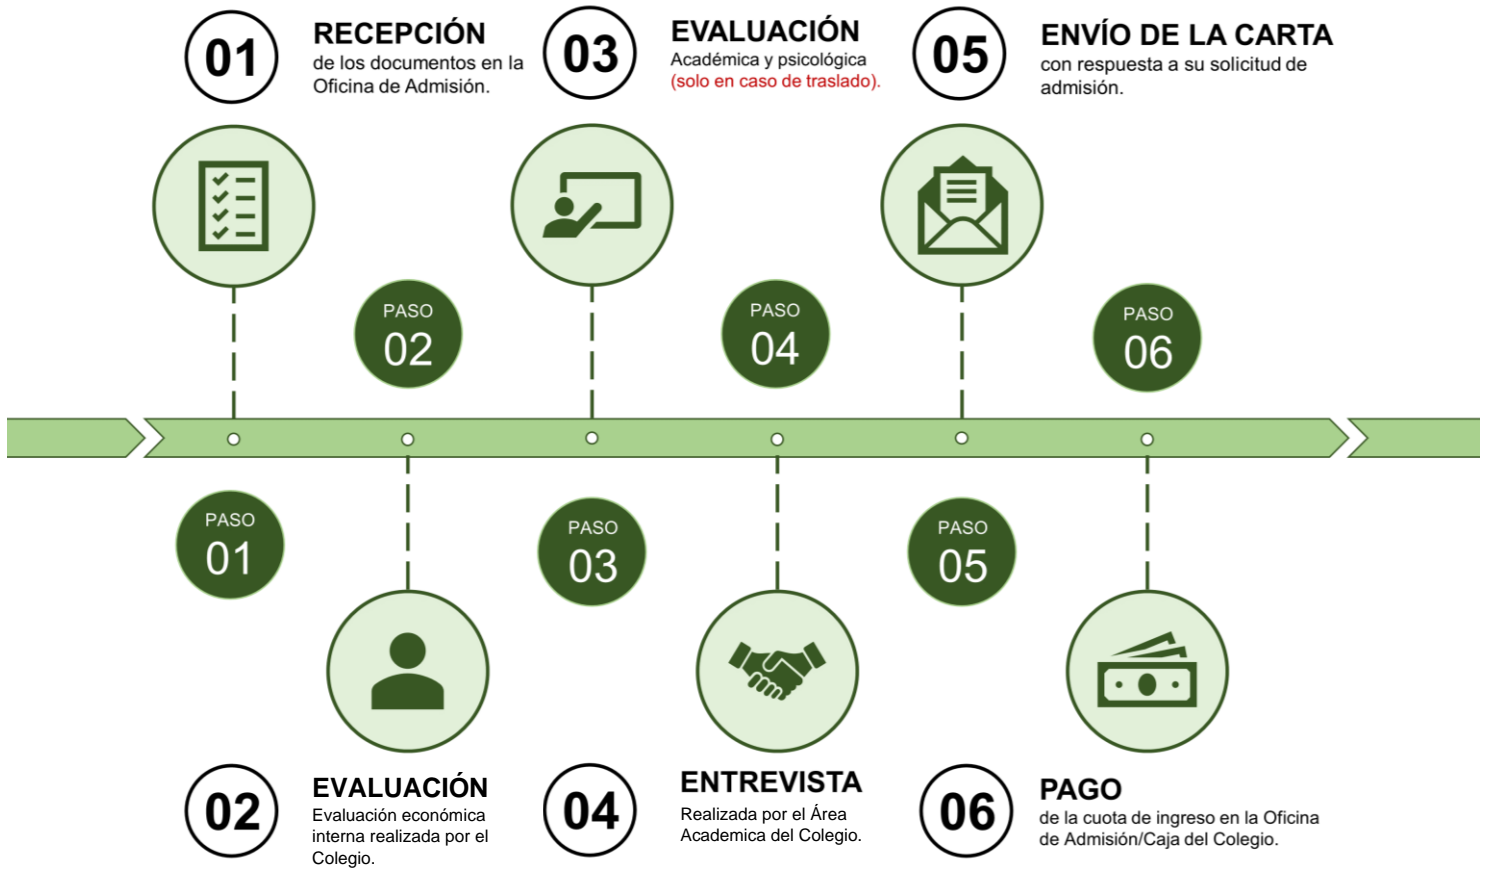 01
RECEPCIÓN
de los documentos en la
Oficina de Admisión.
03
EVALUACIÓN
Académica y psicológica
(solo en caso de traslado).
05
ENVÍO DE LA CARTA
con respuesta a su solicitud de
admisión.
PASO
02
PASO
04
PASO
06
PASO
01
PASO
03
PASO
05
02
EVALUACIÓN
Evaluación económica
interna realizada por el
Colegio.
04
ENTREVISTA
Realizada por el Área
Academica del Colegio.
06
PAGO
de la cuota de ingreso en la Oficina
de Admisión/Caja del Colegio.